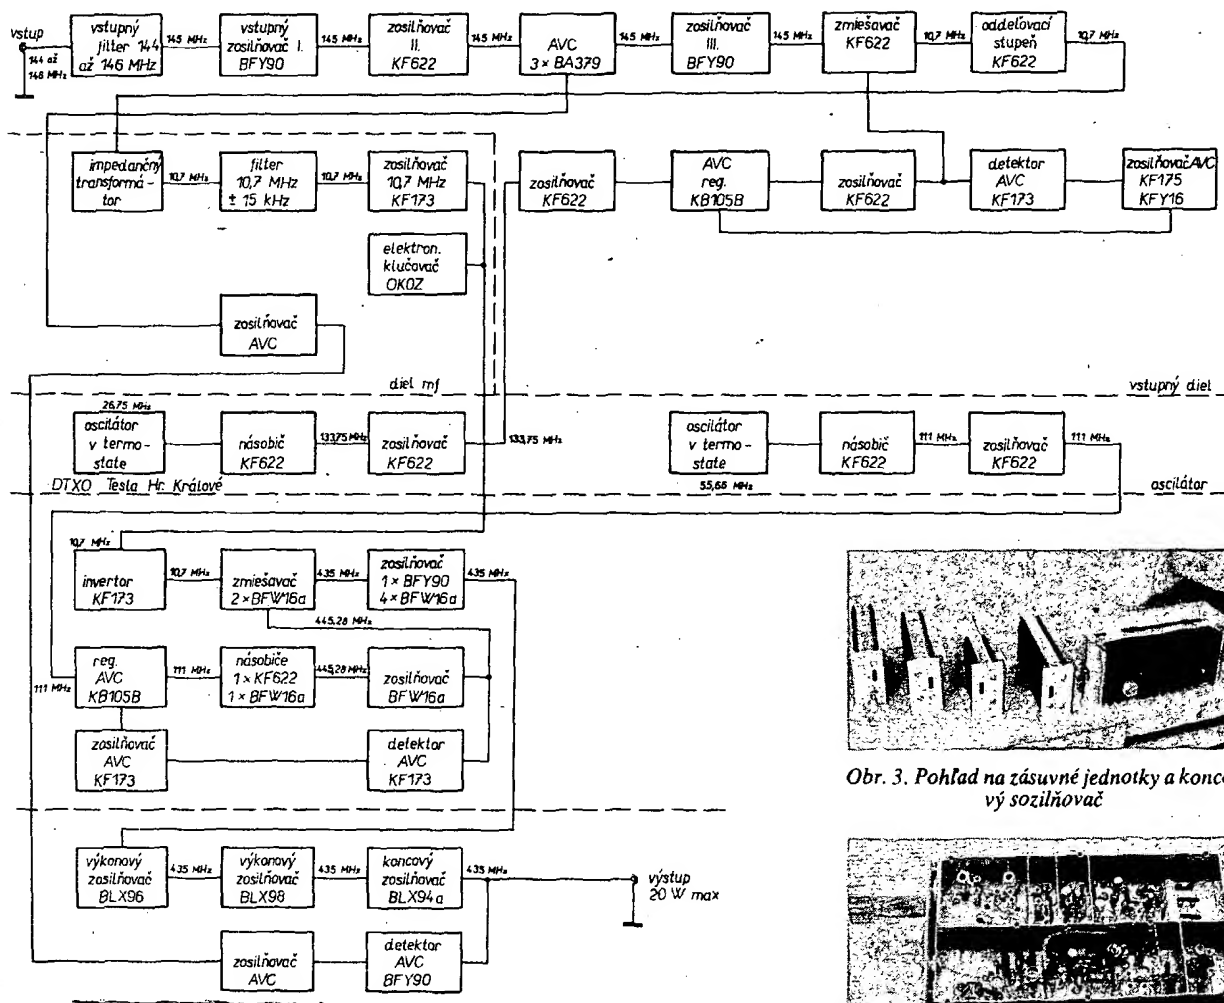 vstup
144 až
146 MHz
vstupný
filter 144
až 146 MHz
145 MHz
vstupný
zosilňovač I.
BFY90
145 MHz
zosilňovač
II.
KF622
145 MHz
AVC
3 × BA379
145 MHz
zosilňovač
III.
BFY90
145 MHz
zmiešavač
KF622
10,7 MHz
oddeľovací
stupeň
KF622
10,7 MHz
impedančný
transformá-
tor
10,7 MHz
filter
10,7 MHz
± 15 kHz
10,7 MHz
zosilňovač
10,7 MHz
KF173
zosilňovač
KF622
AVC
reg.
KB105B
zosilňovač
KF622
detektor
AVC
KF173
zosilňovač AVC
KF175
KFY16
elektron.
klučovač
OK0Z
zosilňovač
AVC
diel mf
vstupný diel
26,75 MHz
oscilátor
v termo-
state
násobič
KF622
133,75 MHz
zosilňovač
KF622
133,75 MHz
oscilátor
v termo-
state
násobič
KF622
111 MHz
zosilňovač
KF622
111 MHz
DTXO Tesla Hr. Králové
55,66 MHz
oscilátor
10,7 MHz
invertor
KF173
10,7 MHz
zmiešavač
2 × BFW16a
435 MHz
zosilňovač
1 × BFY90
4 × BFW16a
435 MHz
445,28 MHz
111 MHz
reg.
AVC
KB105B
111 MHz
násobiče
1 × KF622
1 × BFW16a
445,28 MHz
zosilňovač
BFW16a
zosilňovač
AVC
KF173
detektor
AVC
KF173
Obr. 3. Pohľad na zásuvné jednotky a konco-
vý sozilňovač
výkonový
zosilňovač
BLX96
435 MHz
výkonový
zosilňovač
BLX98
435 MHz
koncový
zosilňovač
BLX94a
435 MHz
výstup
20 W max
zosilňovač
AVC
detektor
AVC
BFY90